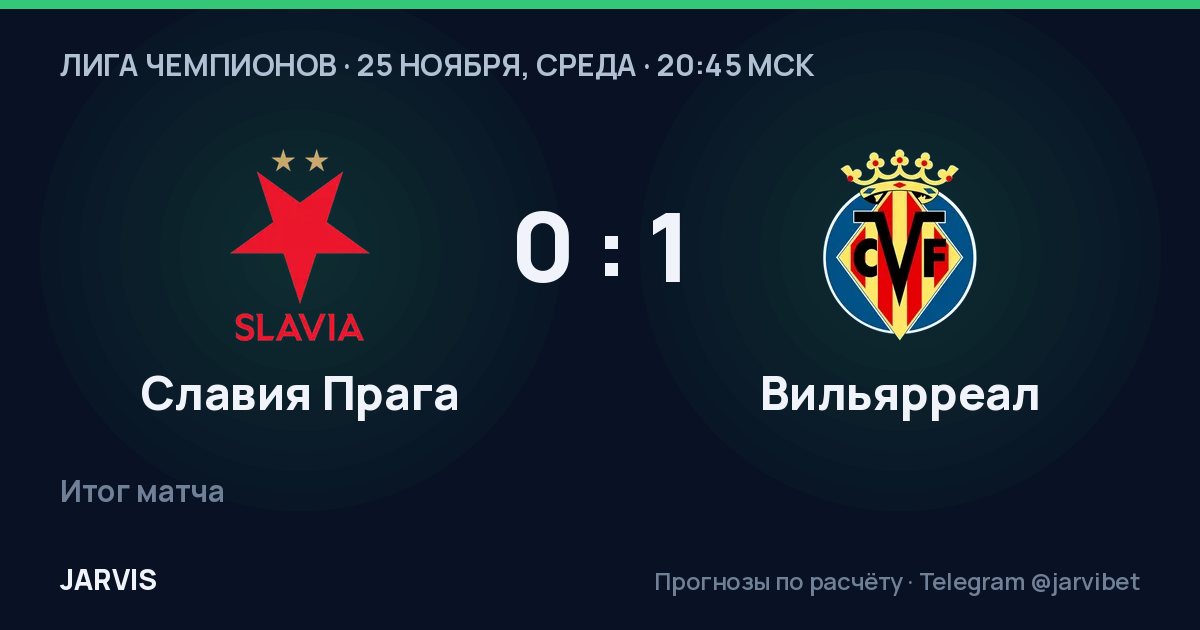 ЛИГА ЧЕМПИОНОВ · 25 НОЯБРЯ, СРЕДА · 20:45 МСК
0 : 1
SLAVIA
CVF
Славия Прага
Вильярреал
Итог матча
JARVIS
Прогнозы по расчёту · Telegram @jarvibet